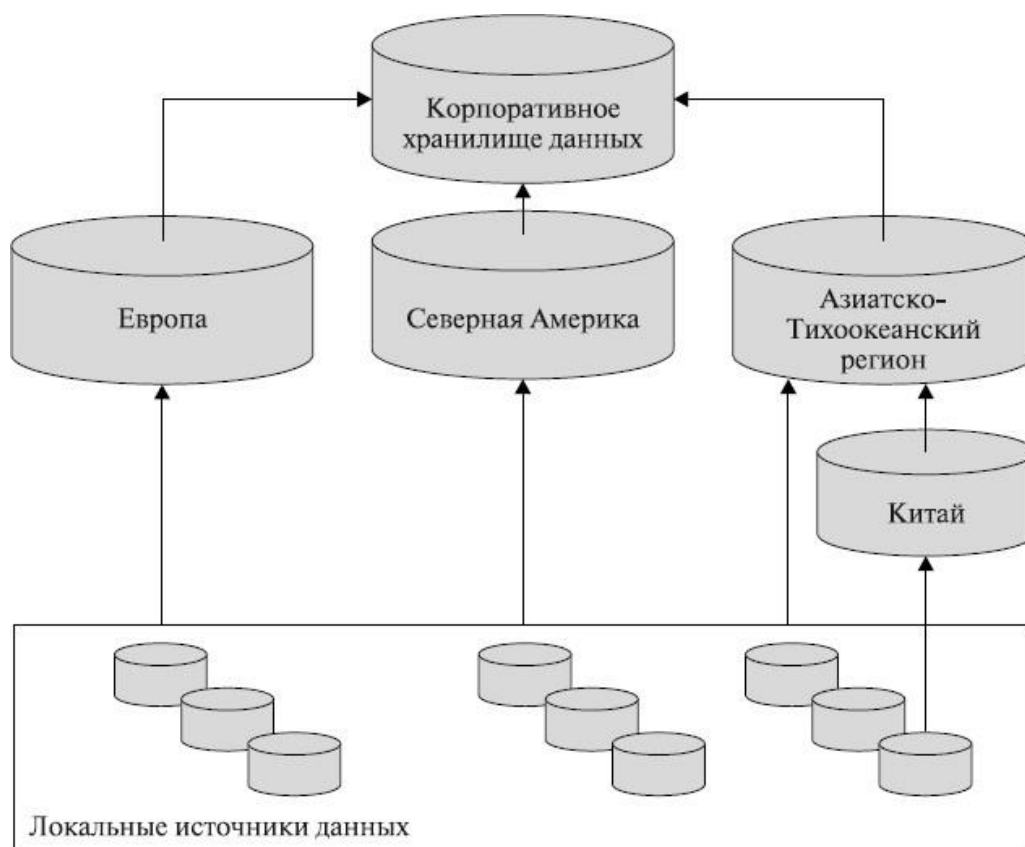 Корпоративное
хранилище данных
Европа
Северная Америка
Азиатско-
Тихоокеанский
регион
Китай
Локальные источники данных